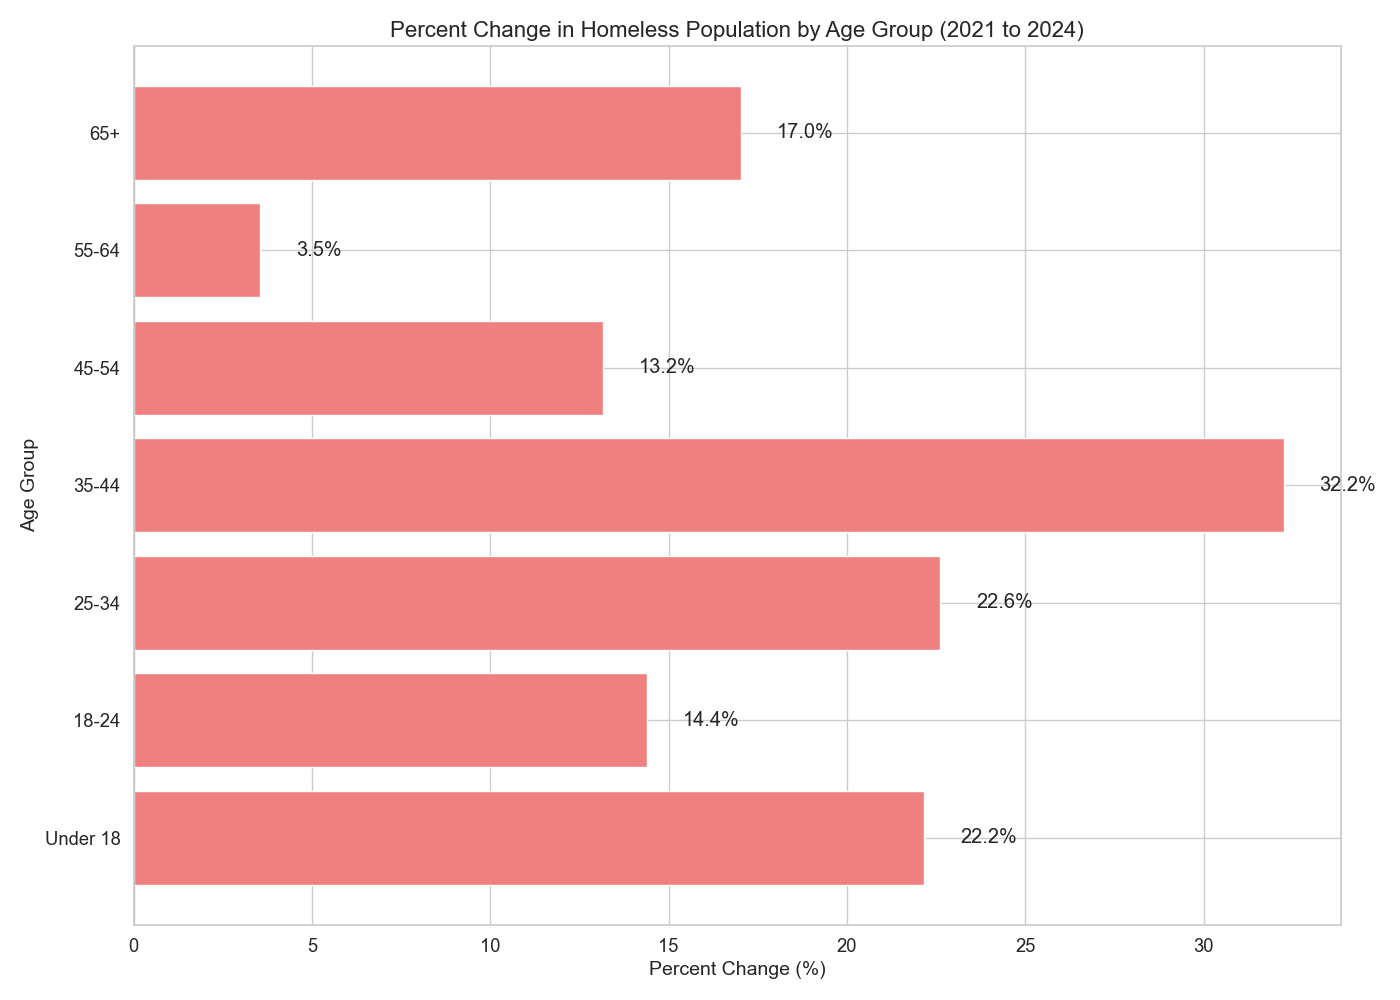 Percent Change in Homeless Population by Age Group (2021 to 2024)
65+
17.0%
55-64
3.5%
45-54
13.2%
35-44
32.2%
25-34
22.6%
18-24
14.4%
Under 18
22.2%
Age Group
0 5 10 15 20 25 30
Percent Change (%)